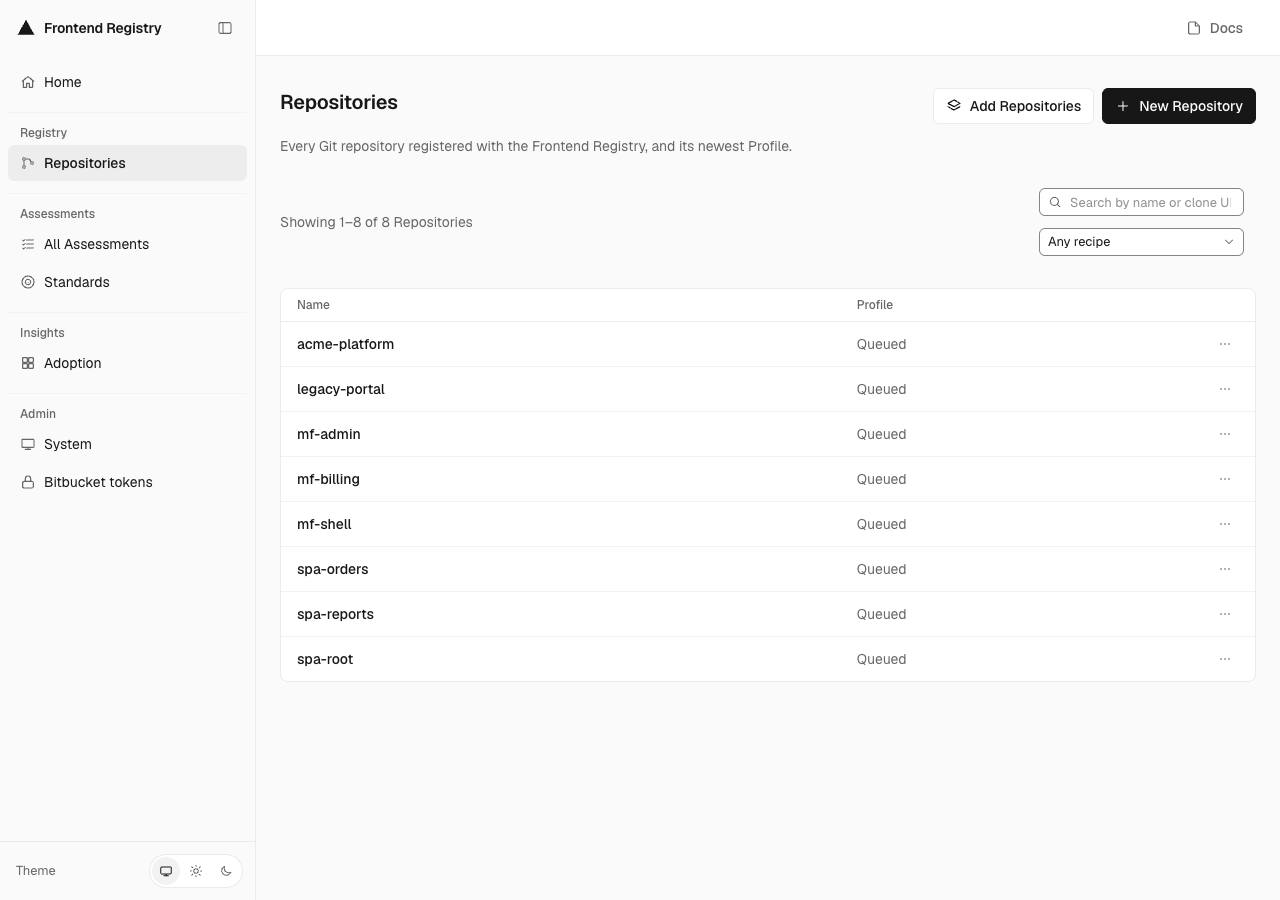 Frontend Registry
Docs
Home
Registry
Repositories
Assessments
All Assessments
Standards
Insights
Adoption
Admin
System
Bitbucket tokens
Theme
Repositories
Add Repositories
New Repository
Every Git repository registered with the Frontend Registry, and its newest Profile.
Showing 1–8 of 8 Repositories
Search by name or clone U
Any recipe
Name Profile
acme-platform Queued
legacy-portal Queued
mf-admin Queued
mf-billing Queued
mf-shell Queued
spa-orders Queued
spa-reports Queued
spa-root Queued